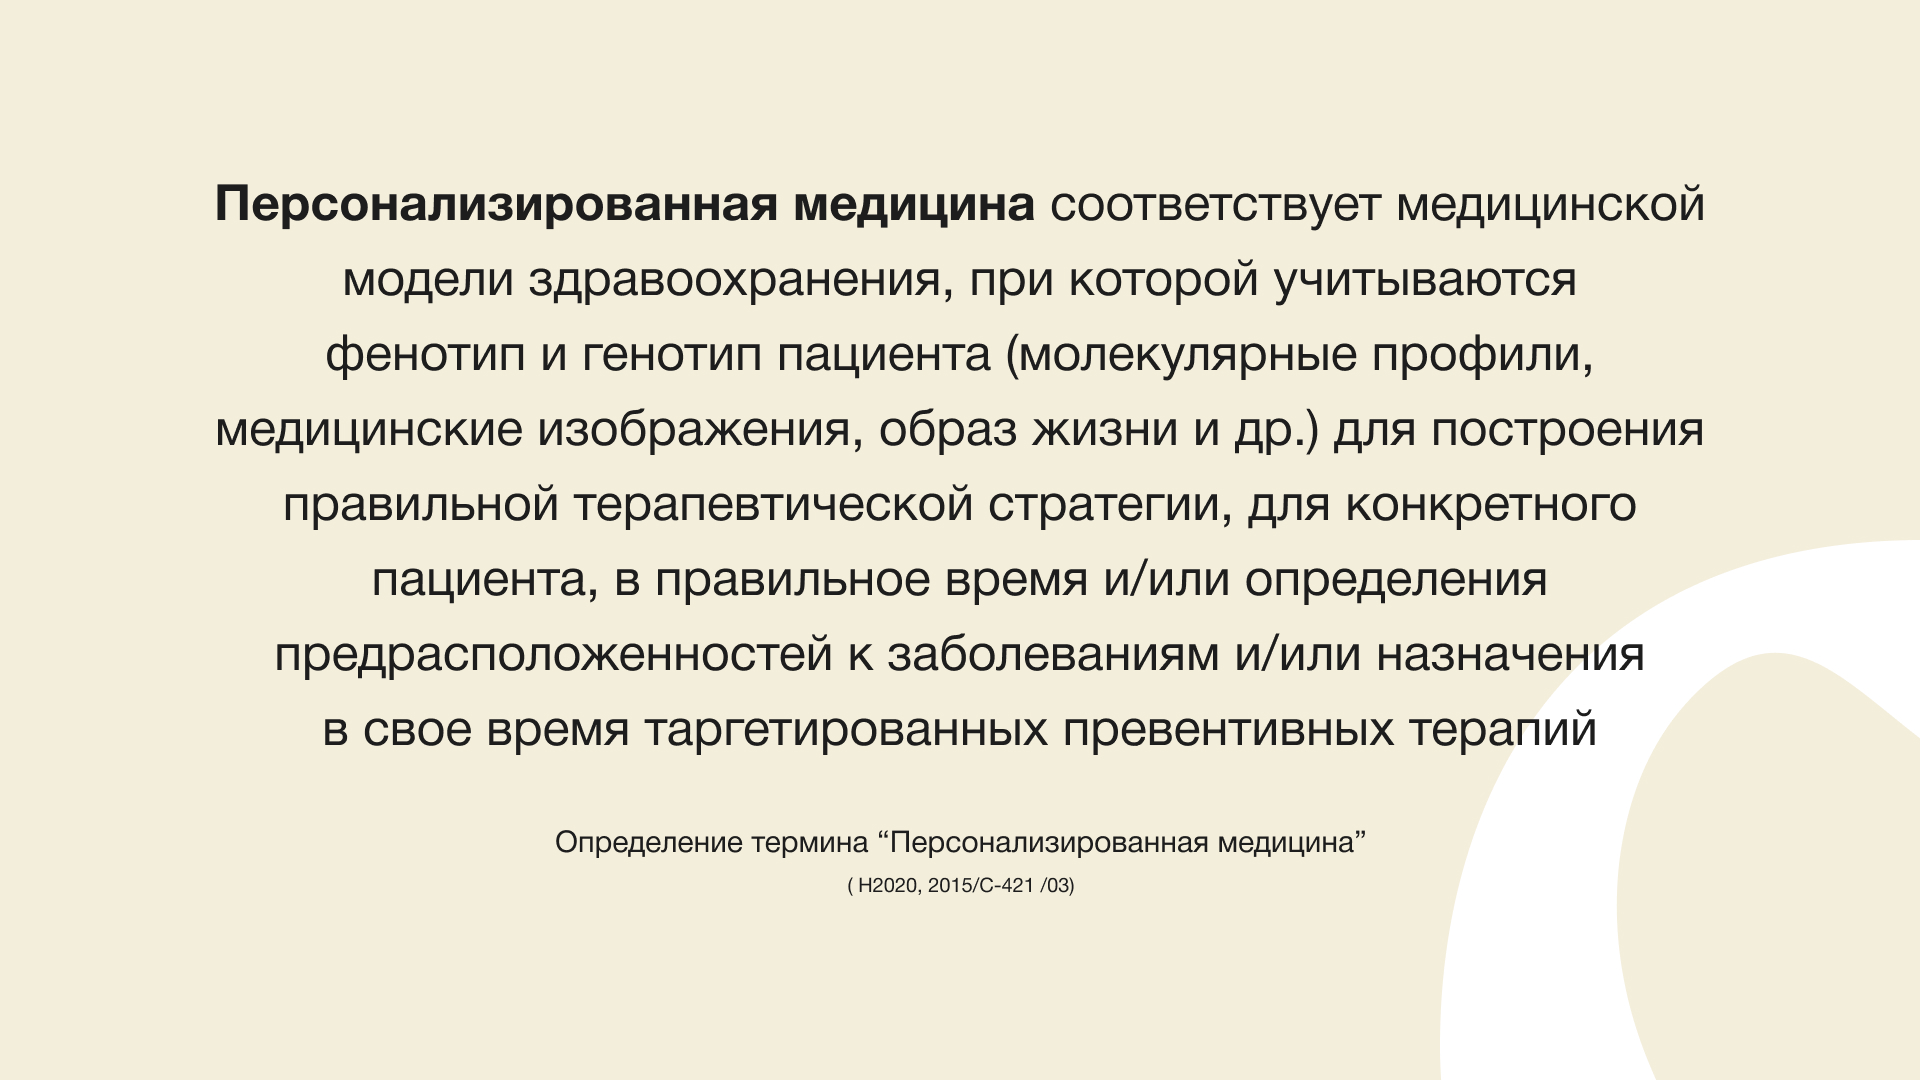 Персонализированная медицина соответствует медицинской
модели здравоохранения, при которой учитываются
фенотип и генотип пациента (молекулярные профили,
медицинские изображения, образ жизни и др.) для построения
правильной терапевтической стратегии, для конкретного
пациента, в правильное время и/или определения
предрасположенностей к заболеваниям и/или назначения
в свое время таргетированных превентивных терапий
Определение термина “Персонализированная медицина”
( H2020, 2015/C-421 /03)